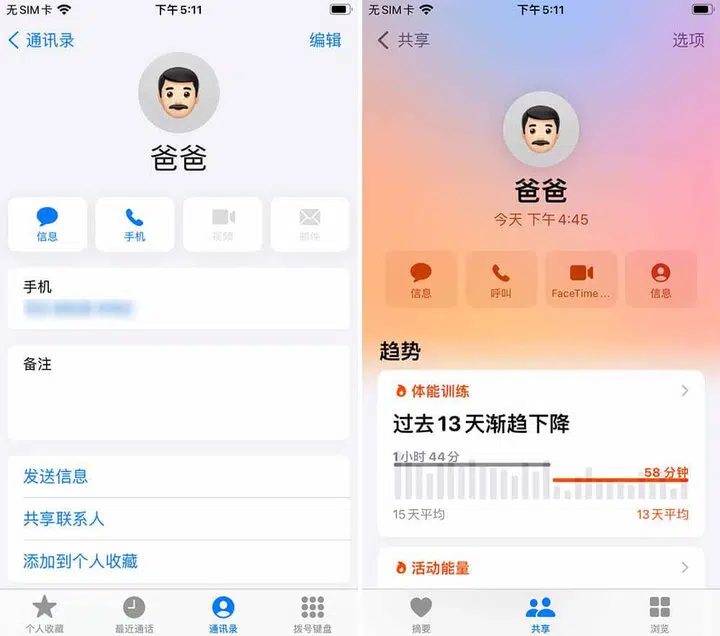 无SIM卡
下午5:11
通讯录
编辑
爸爸
信息
手机
视频
邮件
手机
备注
发送信息
共享联系人
添加到个人收藏
个人收藏
最近通话
通讯录
拨号键盘
无SIM卡
下午5:11
共享
选项
爸爸
今天 下午4:45
信息
呼叫
FaceTime ...
信息
趋势
体能训练
过去13天渐趋下降
1小时 44分
58 分钟
15天平均
13天平均
活动能量
摘要
共享
浏览